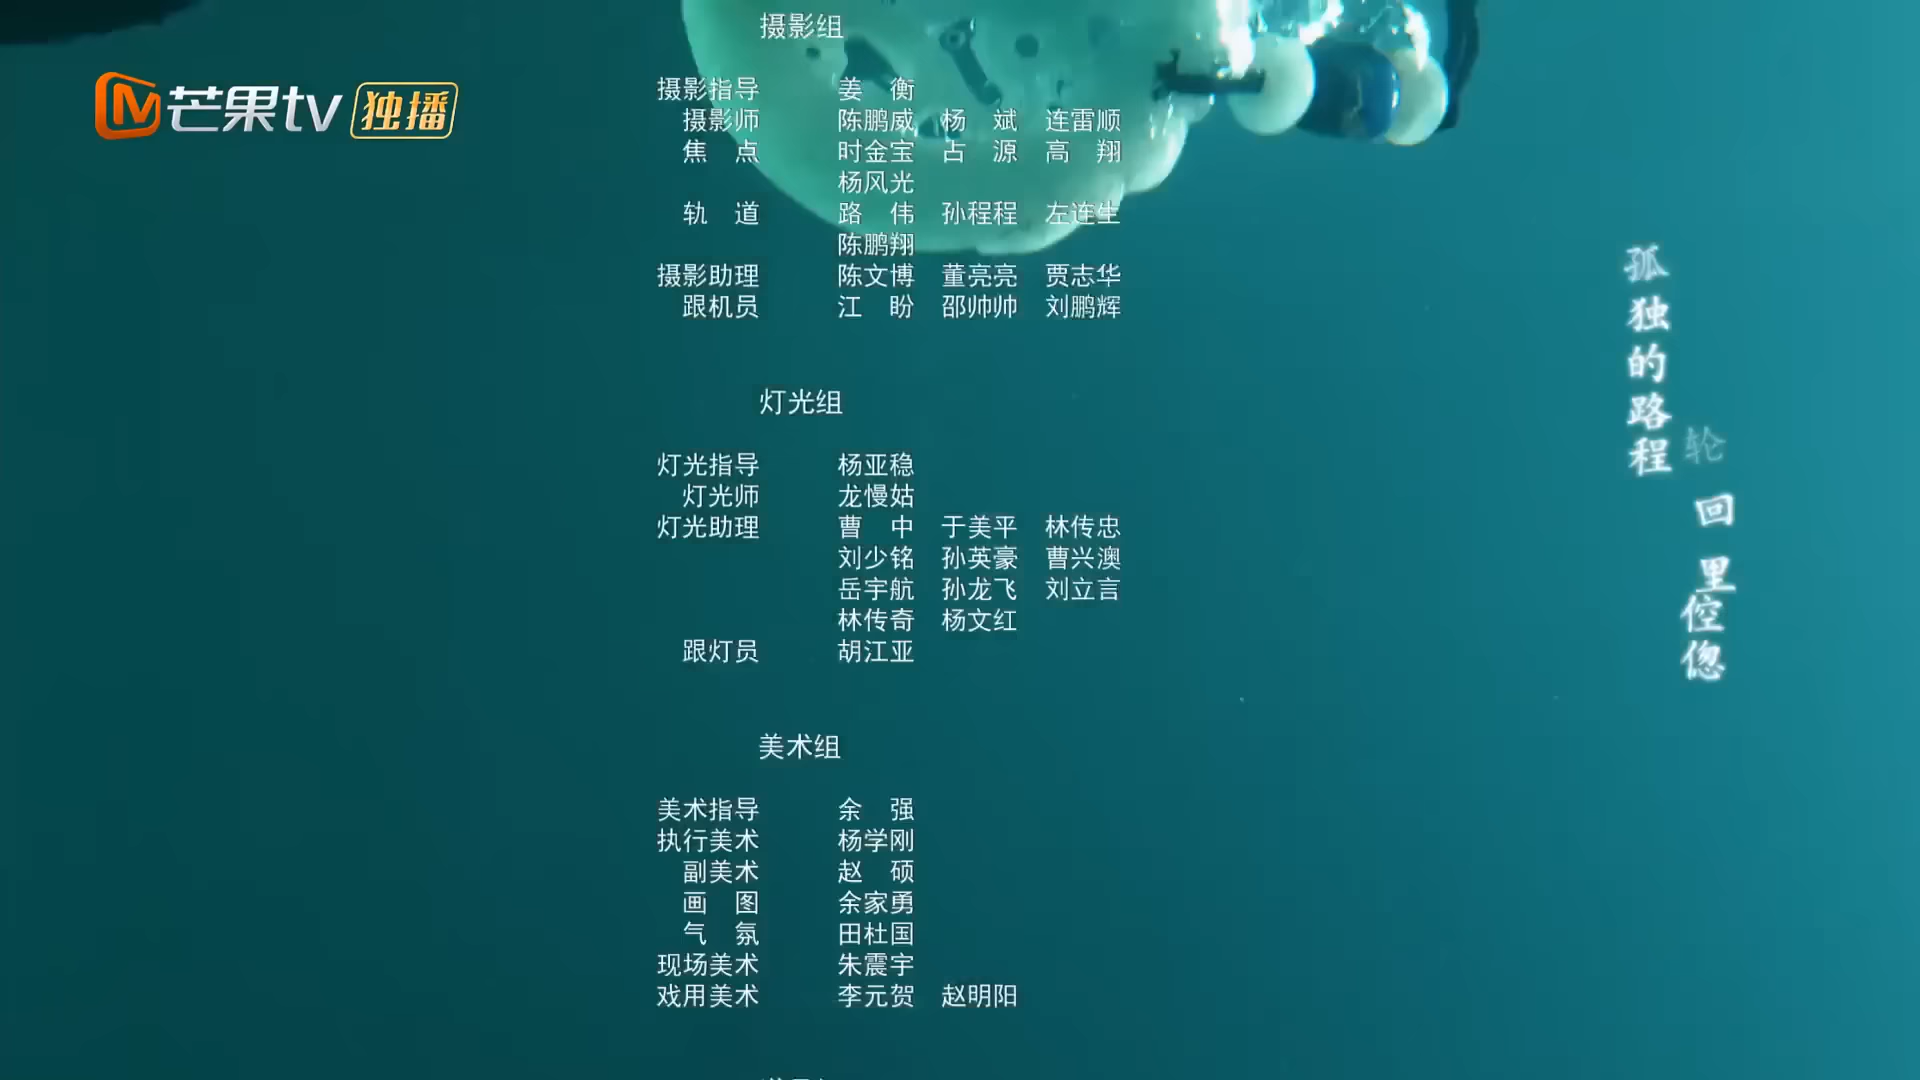 芒果tv 独播
摄影组
摄影指导 姜 衡
摄影师 陈鹏威 杨 斌 连雷顺
焦 点 时金宝 占 源 高 翔
杨风光
轨 道 路 伟 孙程程 左连生
陈鹏翔
摄影助理 陈文博 董亮亮 贾志华
跟机员 江 盼 邵帅帅 刘鹏辉
灯光组
灯光指导 杨亚稳
灯光师 龙慢姑
灯光助理 曹 中 于美平 林传忠
刘少铭 孙英豪 曹兴澳
岳宇航 孙龙飞 刘立言
林传奇 杨文红
跟灯员 胡江亚
美术组
美术指导 余 强
执行美术 杨学刚
副美术 赵 硕
画 图 余家勇
气 氛 田杜国
现场美术 朱震宇
戏用美术 李元贺 赵明阳
轮回里倥偬
孤独的路程